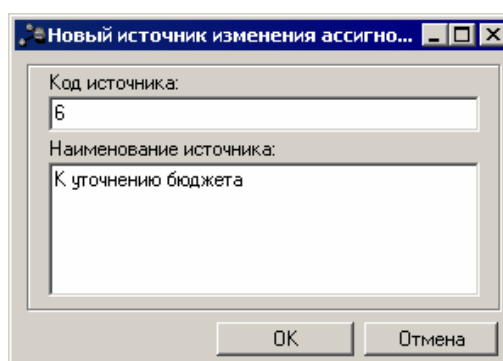 Новый источник изменения ассигно...
Код источника:
6
Наименование источника:
К уточнению бюджета
OK
Отмена